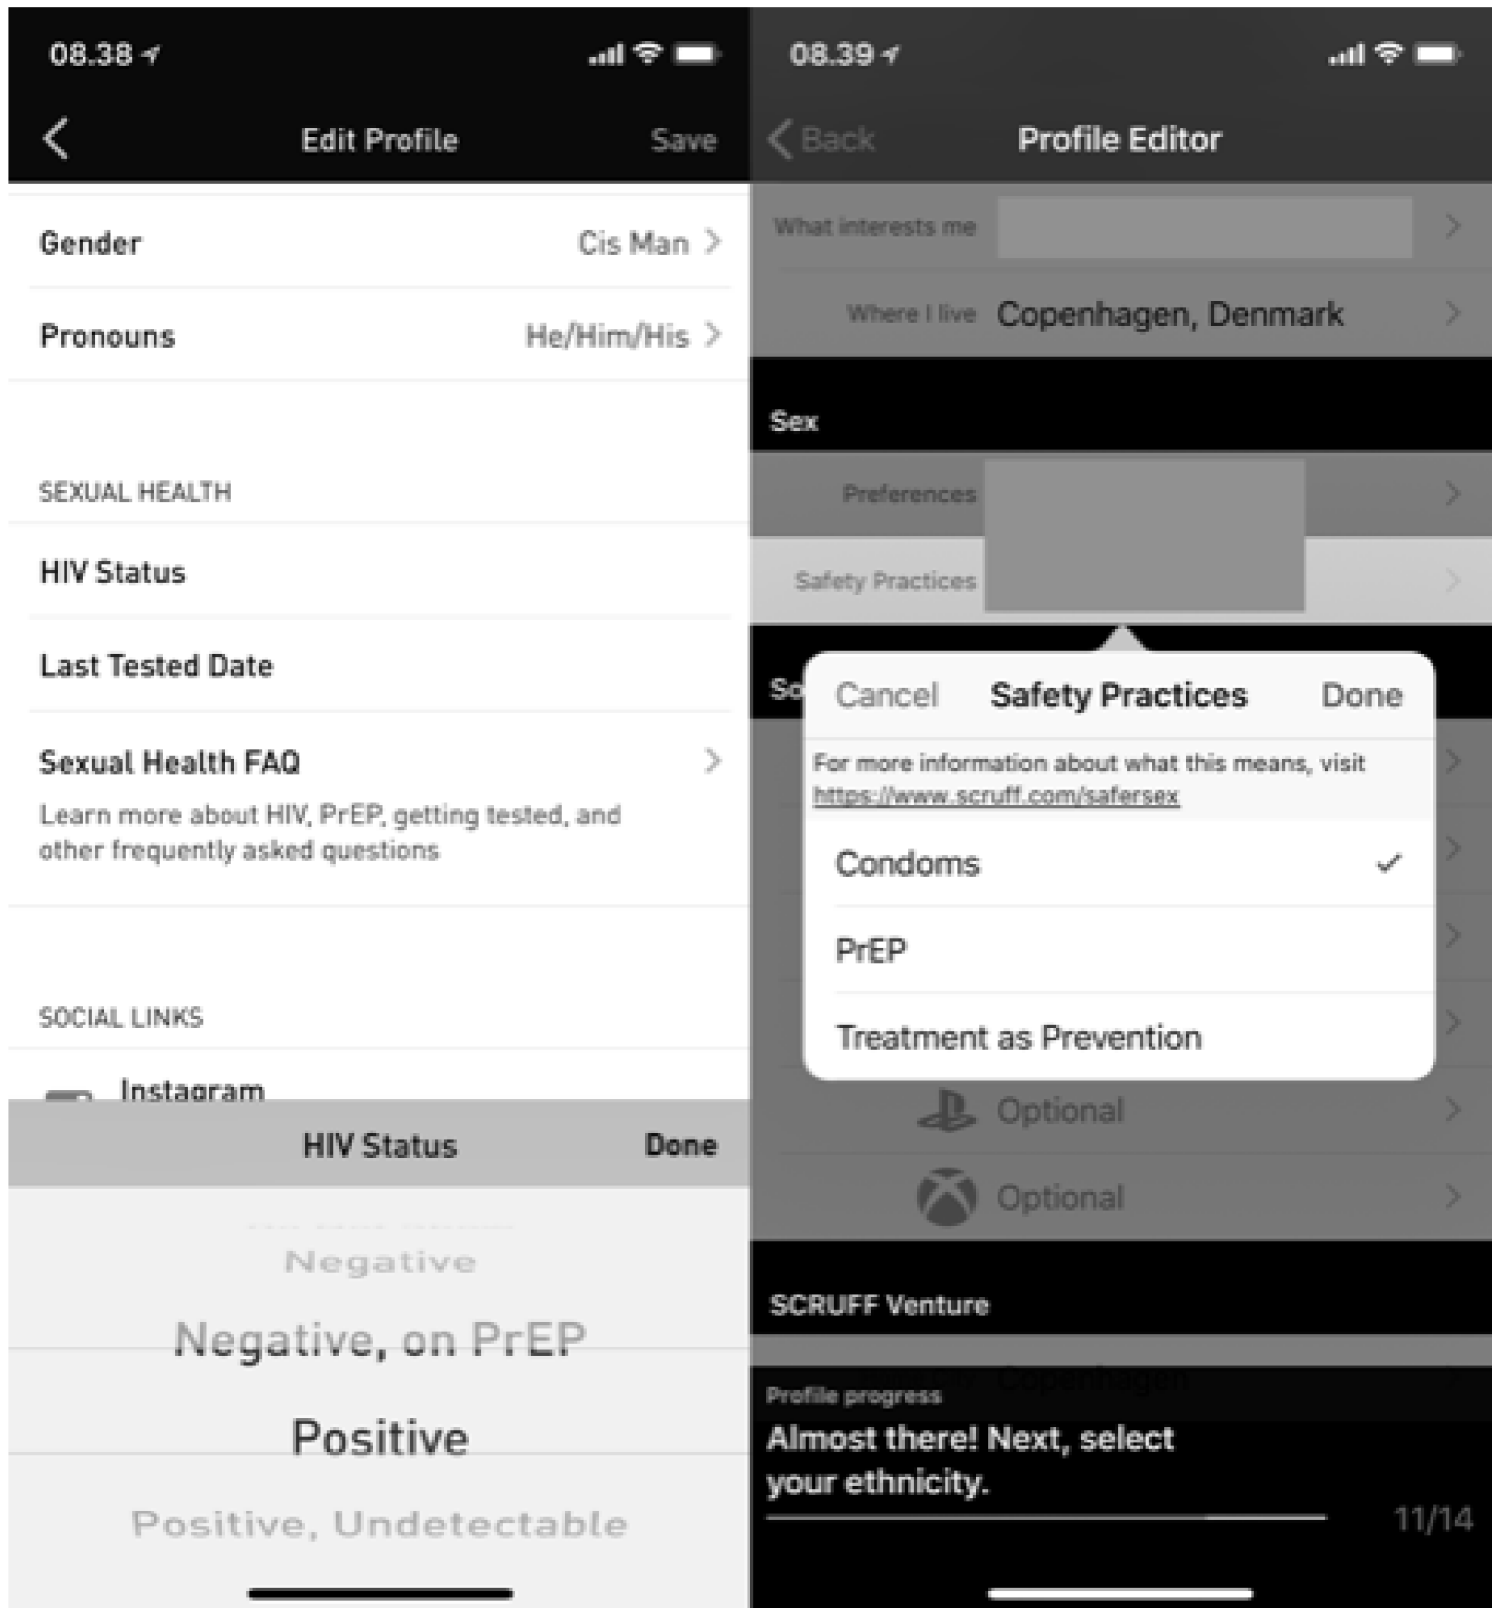 08.38
Edit Profile
Save
Gender
Cis Man
Pronouns
He/Him/His
SEXUAL HEALTH
HIV Status
Last Tested Date
Sexual Health FAQ
Learn more about HIV, PrEP, getting tested, and
other frequently asked questions
SOCIAL LINKS
Instagram
HIV Status
Done
Negative
Negative, on PrEP
Positive
Positive, Undetectable
08.39
Back
Profile Editor
What interests me
Where I live
Copenhagen, Denmark
Sex
Preferences
Safety Practices
So
Cancel
Safety Practices
Done
For more information about what this means, visit
https://www.scruff.com/safersex
Condoms
PrEP
Treatment as Prevention
Optional
Optional
SCRUFF Venture
Copenhagen
Profile progress
Almost there! Next, select
your ethnicity.
11/14